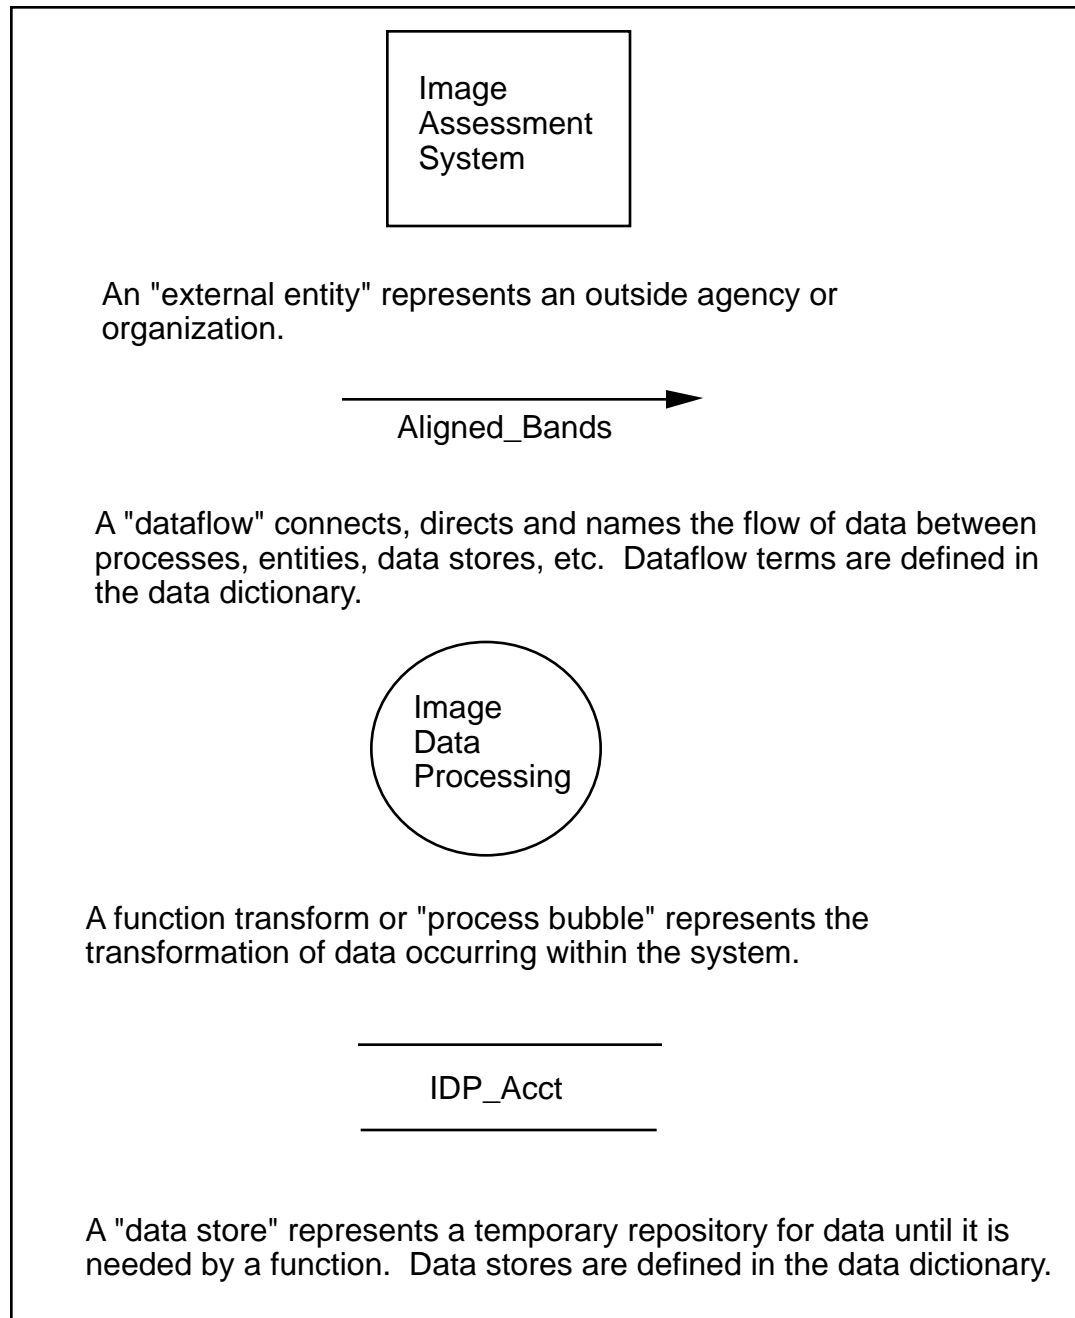 Image
Assessment
System
An "external entity" represents an outside agency or
organization.
Aligned_Bands
A "dataflow" connects, directs and names the flow of data between
processes, entities, data stores, etc.  Dataflow terms are defined in
the data dictionary.
Image
Data
Processing
A function transform or "process bubble" represents the
transformation of data occurring within the system.
IDP_Acct
A "data store" represents a temporary repository for data until it is
needed by a function.  Data stores are defined in the data dictionary.